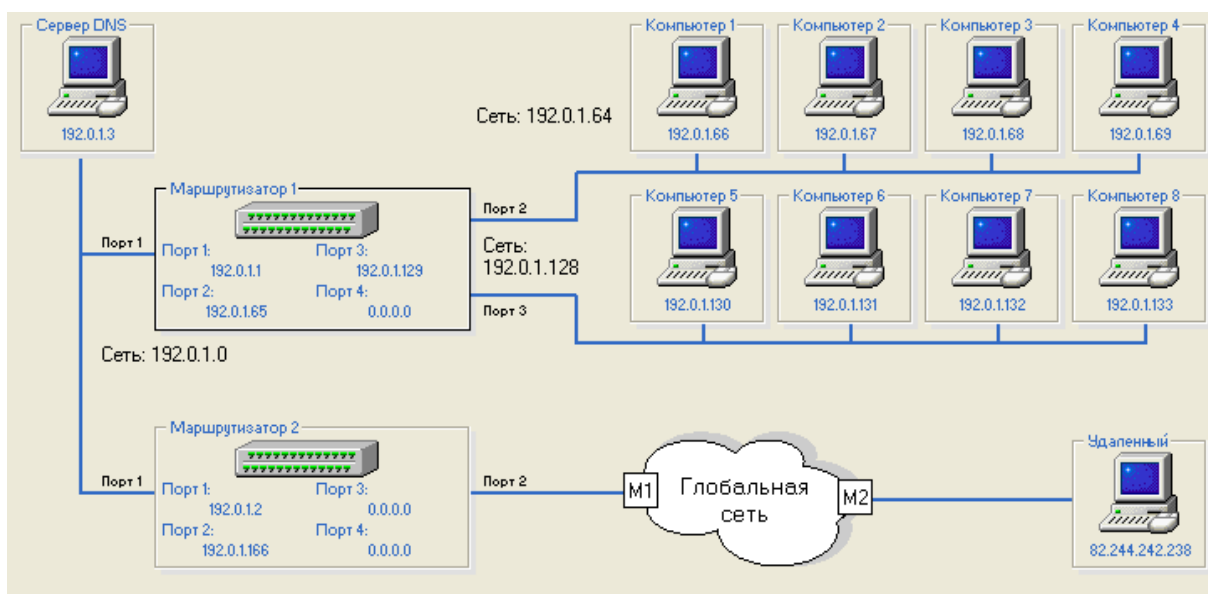 Сервер DNS
192.0.1.3
Сеть: 192.0.1.64
Компьютер 1
192.0.1.66
Компьютер 2
192.0.1.67
Компьютер 3
192.0.1.68
Компьютер 4
192.0.1.69
Маршрутизатор 1
Порт 1
Порт 1:
192.0.1.1
Порт 3:
192.0.1.129
Порт 2:
192.0.1.65
Порт 4:
0.0.0.0
Порт 2
Сеть:
192.0.1.128
Порт 3
Компьютер 5
192.0.1.130
Компьютер 6
192.0.1.131
Компьютер 7
192.0.1.132
Компьютер 8
192.0.1.133
Сеть: 192.0.1.0
Маршрутизатор 2
Порт 1
Порт 1:
192.0.1.2
Порт 3:
0.0.0.0
Порт 2:
192.0.1.166
Порт 4:
0.0.0.0
Порт 2
M1
Глобальная
сеть
M2
Удаленный
82.244.242.238